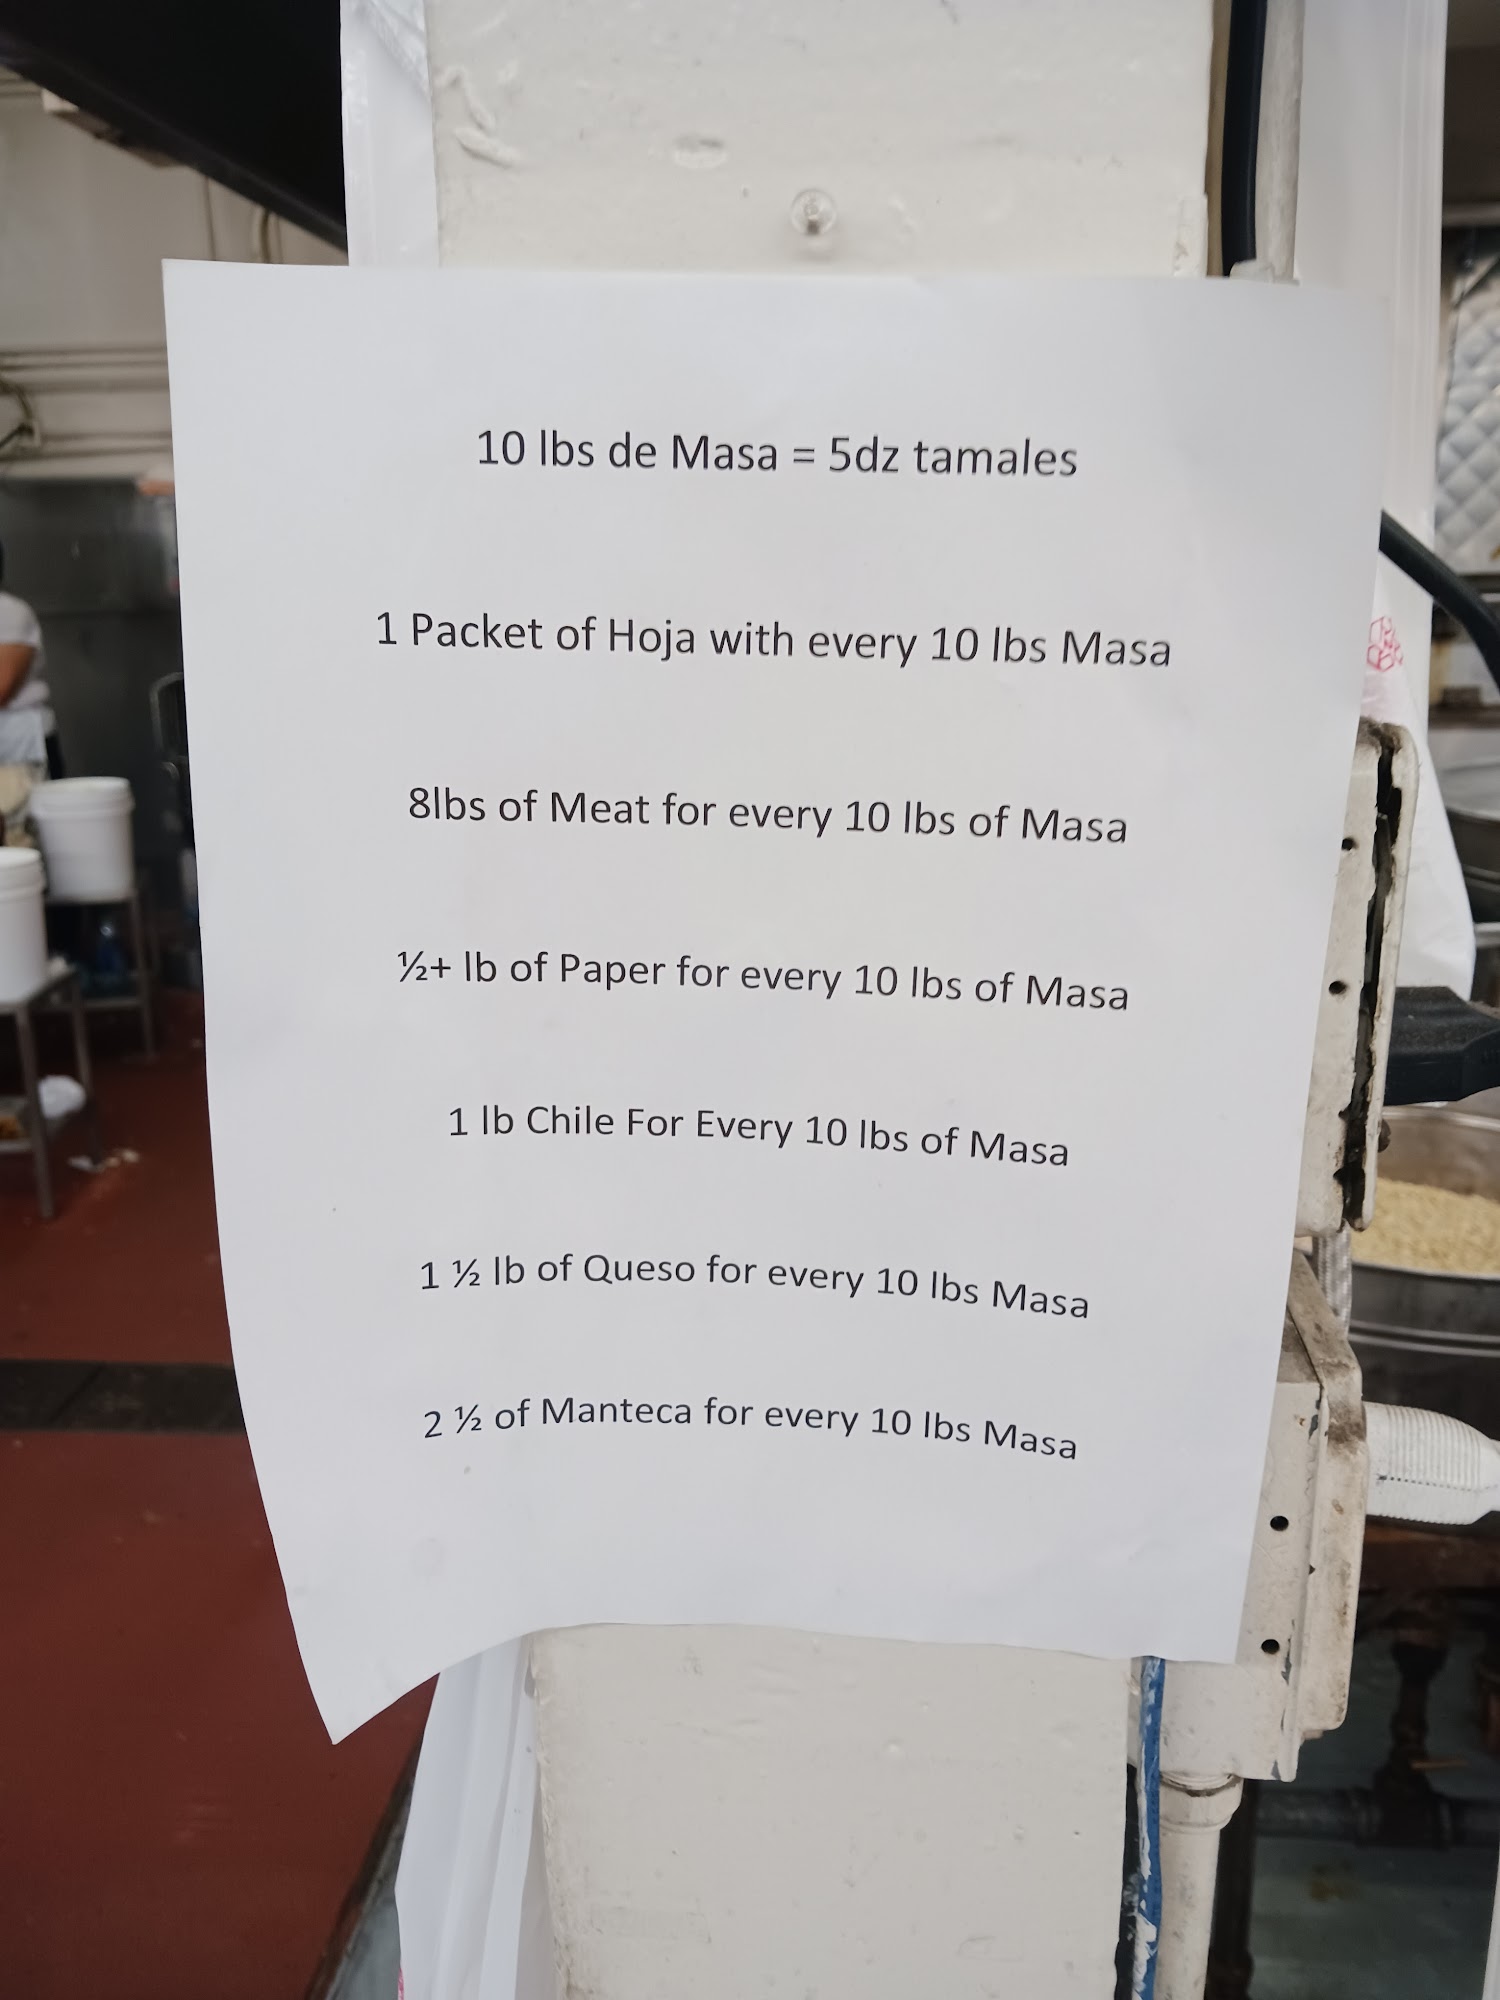 10 lbs de Masa = 5dz tamales
1 Packet of Hoja with every 10 lbs Masa
8lbs of Meat for every 10 lbs of Masa
½+ lb of Paper for every 10 lbs of Masa
1 lb Chile For Every 10 lbs of Masa
1 ½ lb of Queso for every 10 lbs Masa
2 ½ of Manteca for every 10 lbs Masa